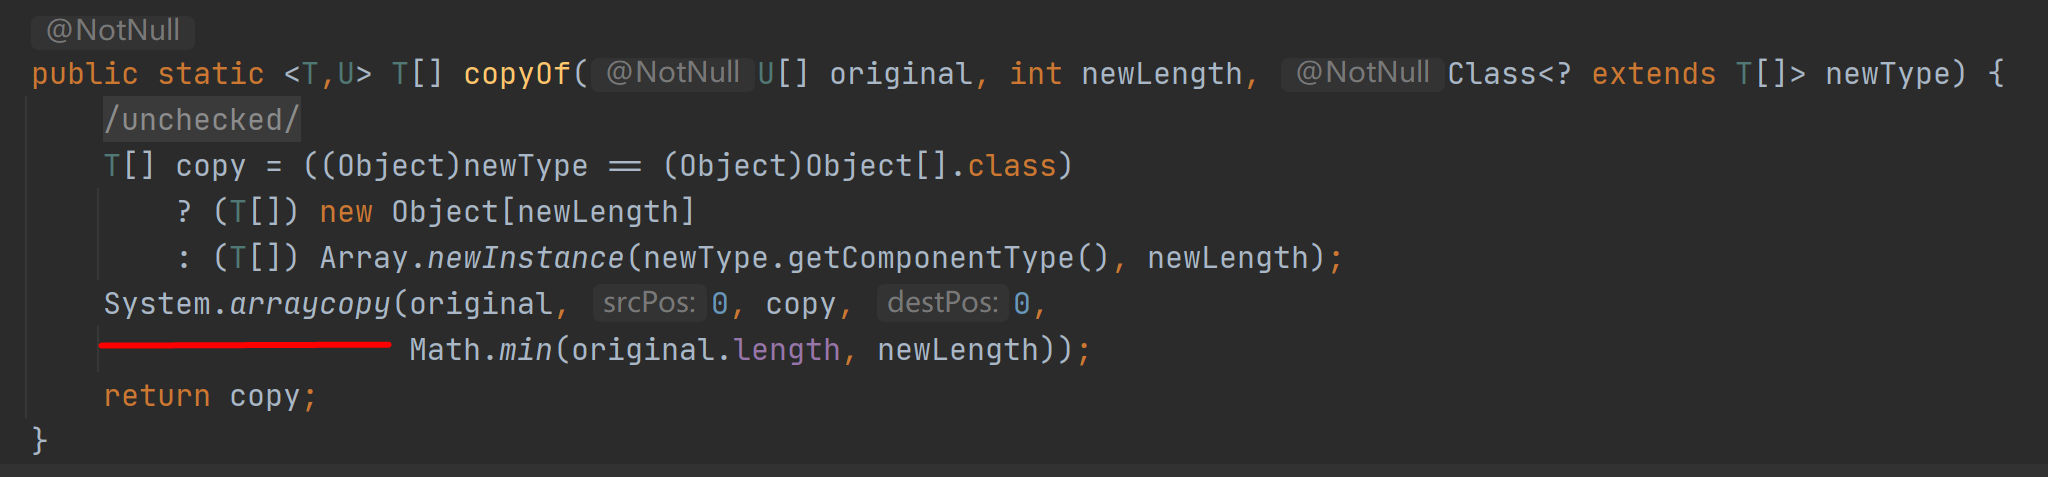 @NotNull
public static <T,U> T[] copyOf( @NotNull U[] original, int newLength, @NotNull Class<? extends T[]> newType) {
/unchecked/
T[] copy = ((Object)newType == (Object)Object[].class)
? (T[]) new Object[newLength]
: (T[]) Array.newInstance(newType.getComponentType(), newLength);
System.arraycopy(original, srcPos: 0, copy, destPos: 0,
Math.min(original.length, newLength));
return copy;
}